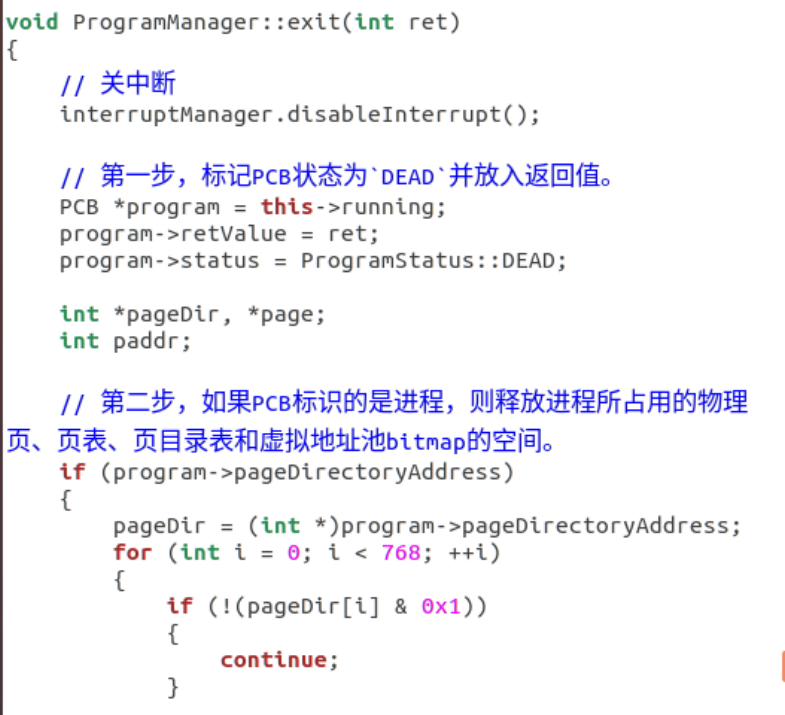 void ProgramManager::exit(int ret)
{
    // 关中断
    interruptManager.disableInterrupt();

    // 第一步，标记PCB状态为`DEAD`并放入返回值。
    PCB *program = this->running;
    program->retValue = ret;
    program->status = ProgramStatus::DEAD;

    int *pageDir, *page;
    int paddr;

    // 第二步，如果PCB标识的是进程，则释放进程所占用的物理
页、页表、页目录表和虚拟地址池bitmap的空间。
    if (program->pageDirectoryAddress)
    {
        pageDir = (int *)program->pageDirectoryAddress;
        for (int i = 0; i < 768; ++i)
        {
            if (!(pageDir[i] & 0x1))
            {
                continue;
            }